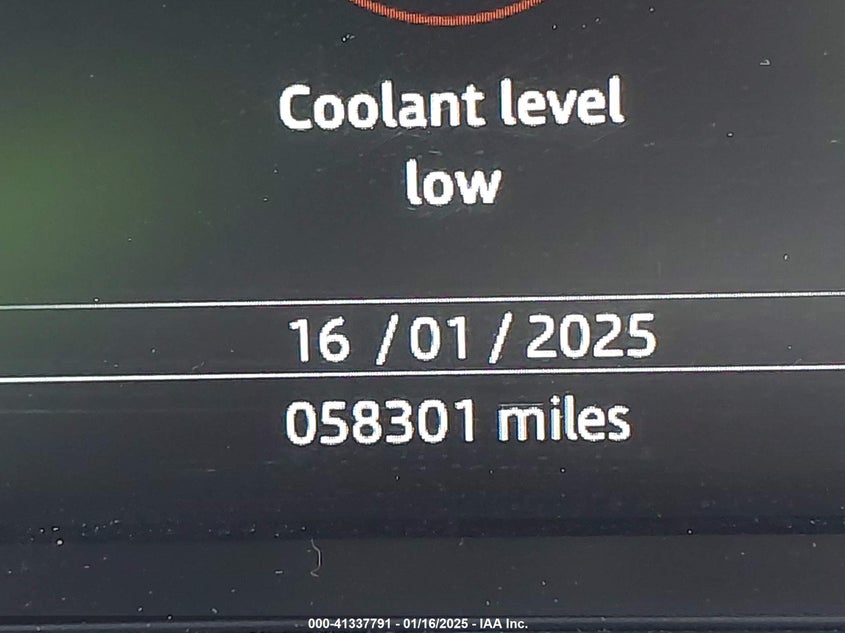 Coolant level
low
16 /01 / 2025
058301 miles
000-41337791 - 01/16/2025 - IAA Inc.